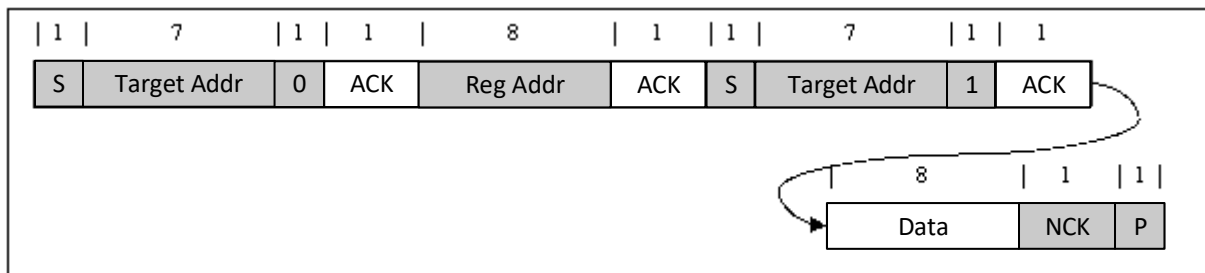 | 1 | 7 | 1 | 1 | 8 | 1 | 1 | 7 | 1 | 1
S Target Addr 0 ACK Reg Addr ACK S Target Addr 1 ACK
| 8 | 1 | 1 |
Data NCK P